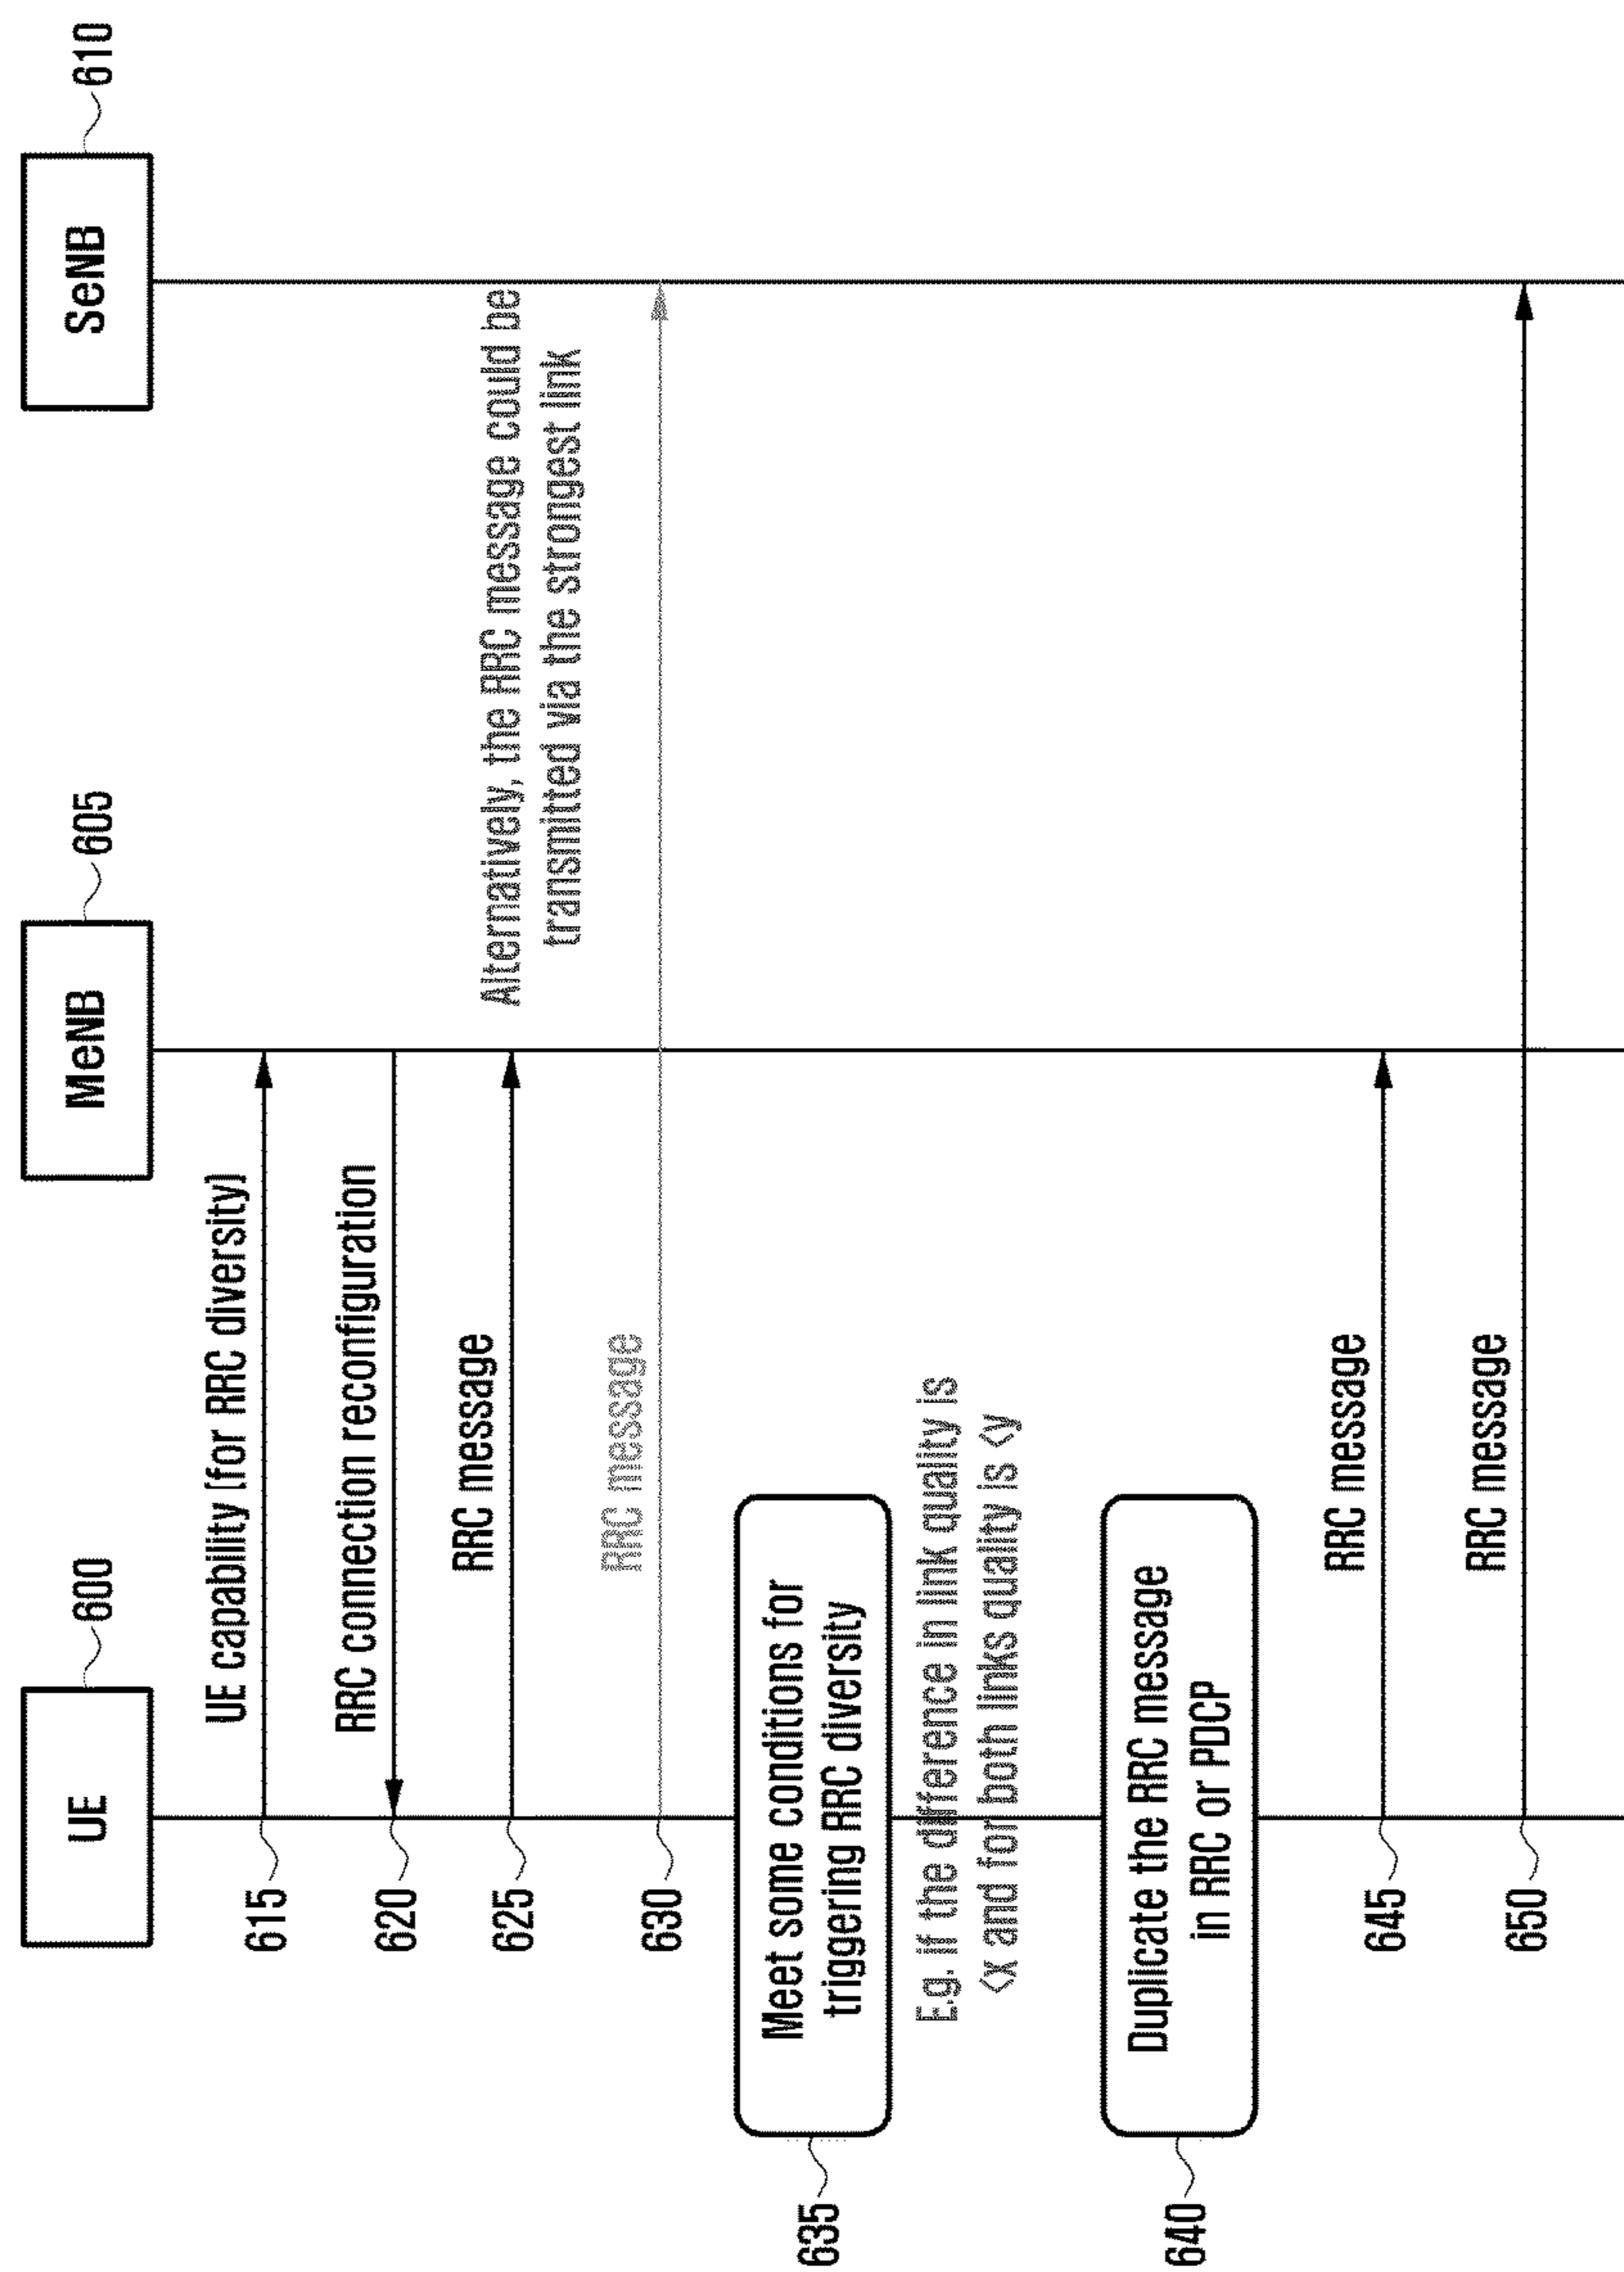 UE
600
MeNB
605
SeNB
610
615
UE capability (for RRC diversity)
620
RRC connection reconfiguration
625
RRC message
Alternatively, the RRC message could be
transmitted via the strongest link
630
RRC message
635
Meet some conditions for
triggering RRC diversity
E.g. if the difference in link quality is
<x and for both links quality is <y
640
Duplicate the RRC message
in RRC or PDCP
645
RRC message
650
RRC message